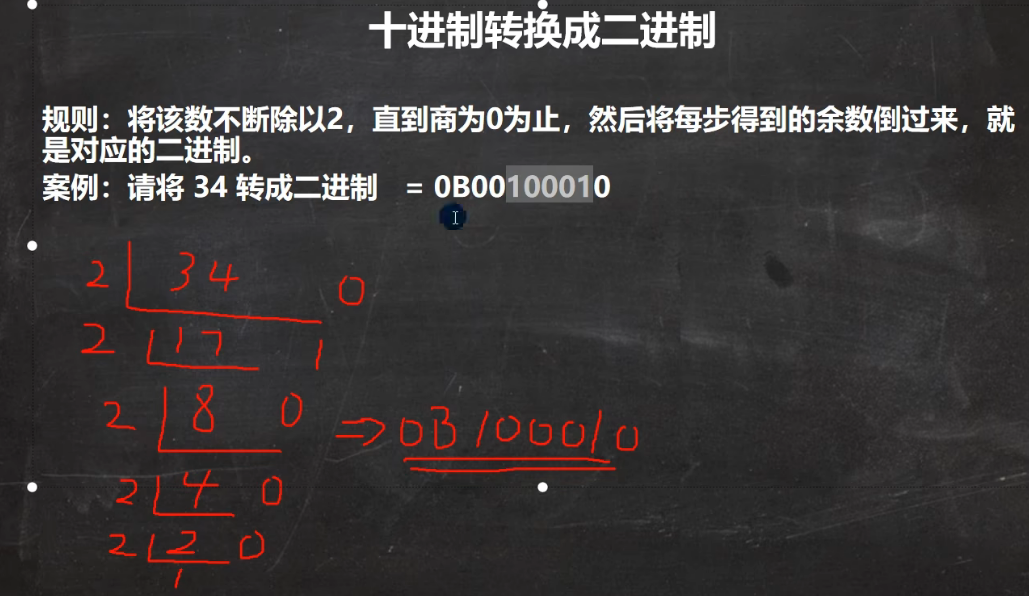 十进制转换成二进制
规则：将该数不断除以2，直到商为0为止，然后将每步得到的余数倒过来，就
是对应的二进制。
案例：请将 34 转成二进制 = 0B00100010
2 34 0
2 17 1
2 8 0 => 0B100010
2 4 0
2 2 0
1